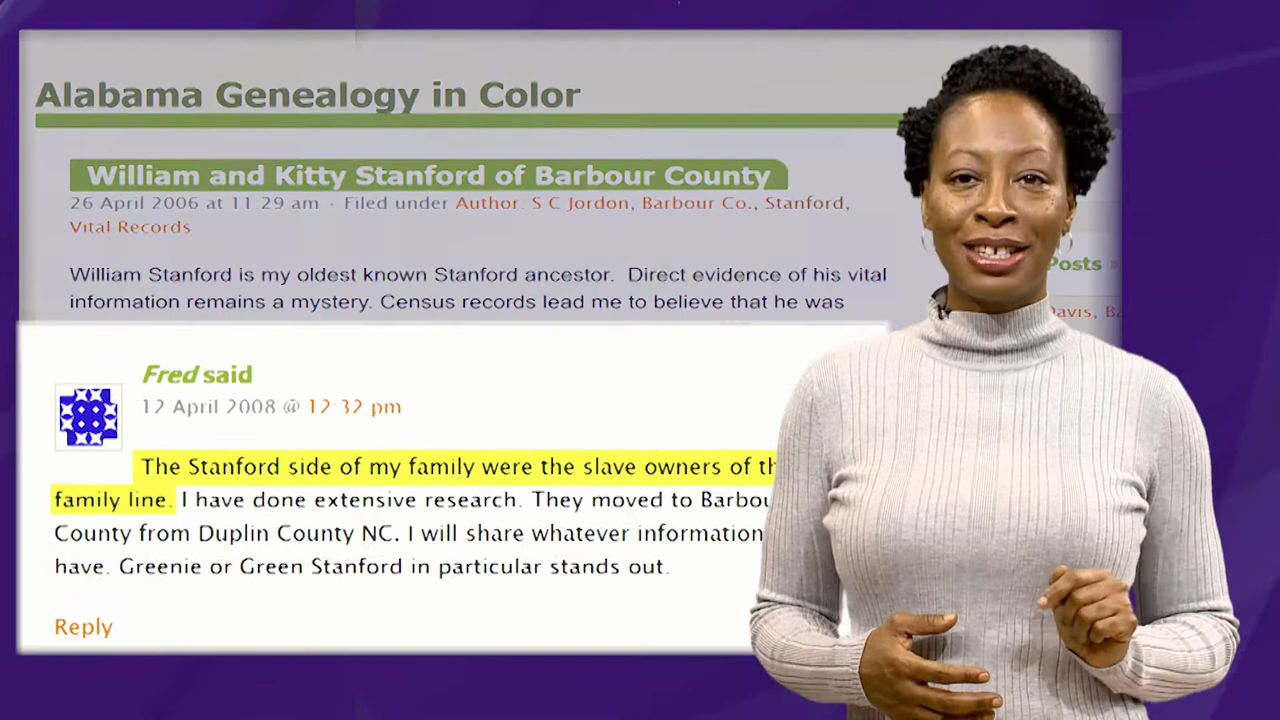 Alabama Genealogy in Color
William and Kitty Stanford of Barbour County
26 April 2006 at 11:29 am · Filed under Author: S C Jordon, Barbour Co., Stanford,
Vital Records
Posts »
William Stanford is my oldest known Stanford ancestor. Direct evidence of his vital
information remains a mystery. Census records lead me to believe that he was
Davis,
Fred said
12 April 2008 @ 12:32 pm
The Stanford side of my family were the slave owners of
family line. I have done extensive research. They moved to
County from Duplin County NC. I will share whatever information
have. Greenie or Green Stanford in particular stands out.
Reply